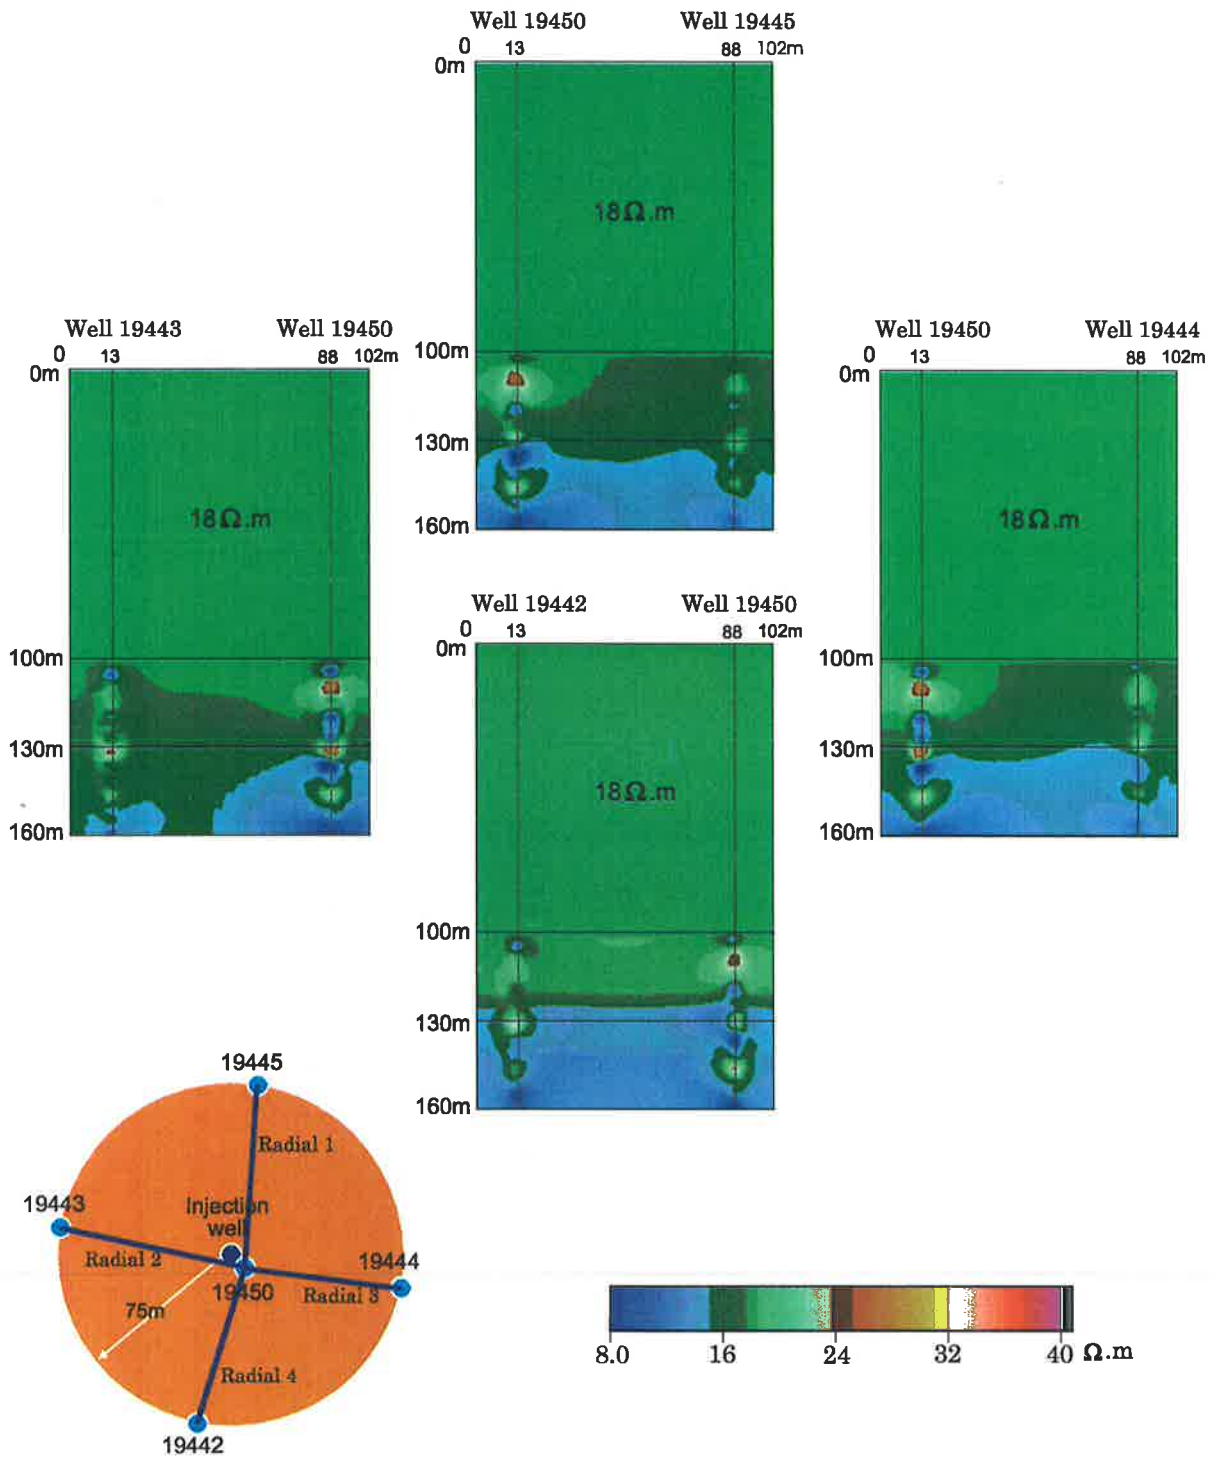 Well 19450 Well 19445
0 13 88 102m
0m
18Ω.m
100m
130m
160m
Well 19443 Well 19450
0 13 88 102m
0m
18Ω.m
100m
130m
160m
Well 19450 Well 19444
0 13 88 102m
0m
18Ω.m
100m
130m
160m
Well 19442 Well 19450
0 13 88 102m
0m
18Ω.m
100m
130m
160m
19445
Radial 1
19443
Injection
well
Radial 2
19444
19450
Radial 3
75m
Radial 4
19442
8.0 16 24 32 40 Ω.m